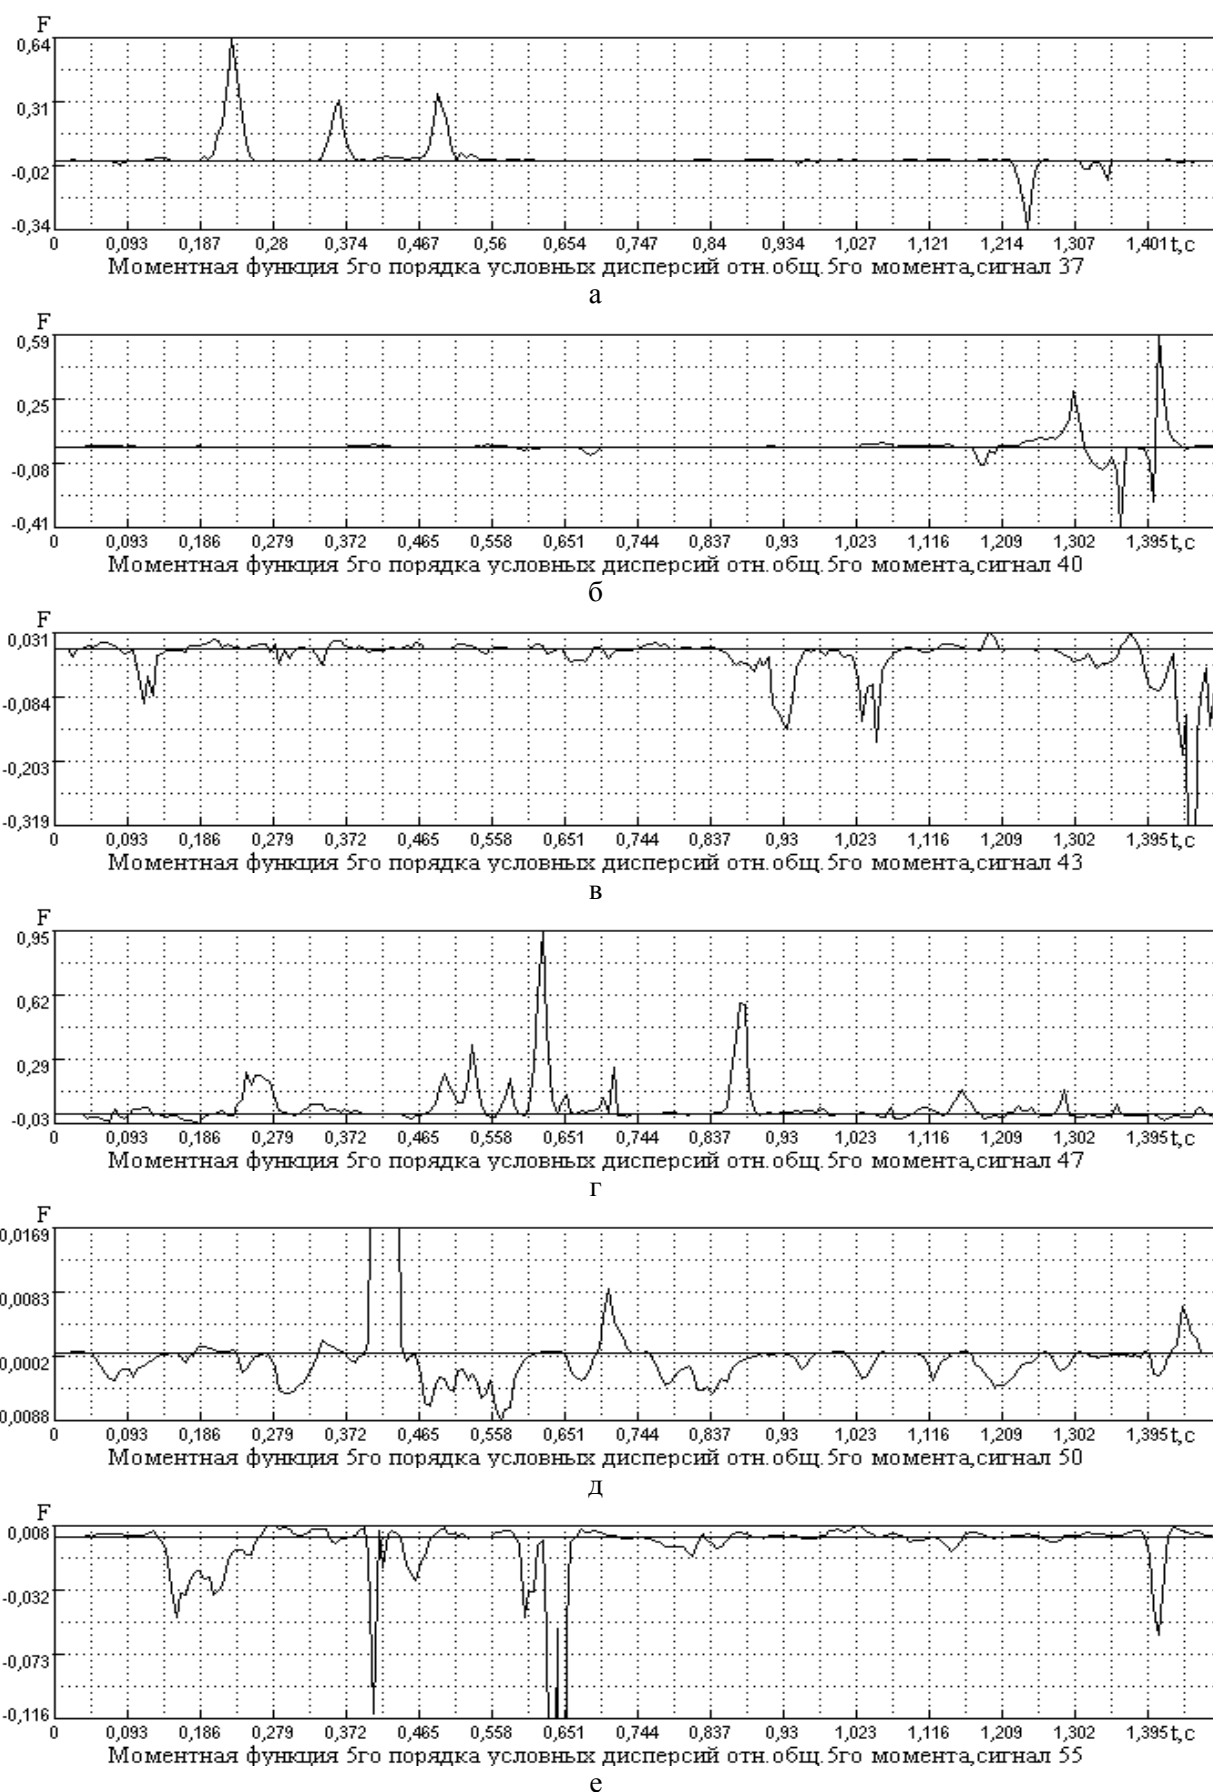 F
0,64
0,31
-0,02
-0,34
0 0,093 0,187 0,28 0,374 0,467 0,56 0,654 0,747 0,84 0,934 1,027 1,121 1,214 1,307 1,401 t,c
Моментная функция 5го порядка условных дисперсий отн.общ.5го момента,сигнал 37
а
F
0,59
0,25
-0,08
-0,41
0 0,093 0,186 0,279 0,372 0,465 0,558 0,651 0,744 0,837 0,93 1,023 1,116 1,209 1,302 1,395 t,c
Моментная функция 5го порядка условных дисперсий отн.общ.5го момента,сигнал 40
б
F
0,031
-0,084
-0,203
-0,319
0 0,093 0,186 0,279 0,372 0,465 0,558 0,651 0,744 0,837 0,93 1,023 1,116 1,209 1,302 1,395 t,c
Моментная функция 5го порядка условных дисперсий отн.общ.5го момента,сигнал 43
в
F
0,95
0,62
0,29
-0,03
0 0,093 0,186 0,279 0,372 0,465 0,558 0,651 0,744 0,837 0,93 1,023 1,116 1,209 1,302 1,395 t,c
Моментная функция 5го порядка условных дисперсий отн.общ.5го момента,сигнал 47
г
F
0,0169
0,0083
0,0002
0,0088
0 0,093 0,186 0,279 0,372 0,465 0,558 0,651 0,744 0,837 0,93 1,023 1,116 1,209 1,302 1,395 t,c
Моментная функция 5го порядка условных дисперсий отн.общ.5го момента,сигнал 50
д
F
0,008
-0,032
-0,073
-0,116
0 0,093 0,186 0,279 0,372 0,465 0,558 0,651 0,744 0,837 0,93 1,023 1,116 1,209 1,302 1,395 t,c
Моментная функция 5го порядка условных дисперсий отн.общ.5го момента,сигнал 55
е